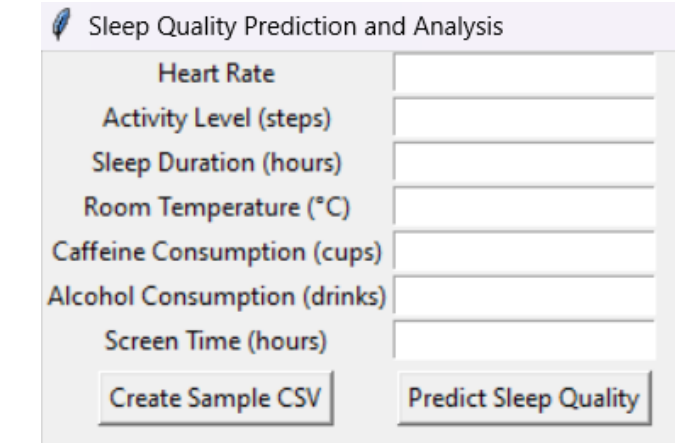 Sleep Quality Prediction and Analysis
Heart Rate
Activity Level (steps)
Sleep Duration (hours)
Room Temperature (°C)
Caffeine Consumption (cups)
Alcohol Consumption (drinks)
Screen Time (hours)
Create Sample CSV
Predict Sleep Quality